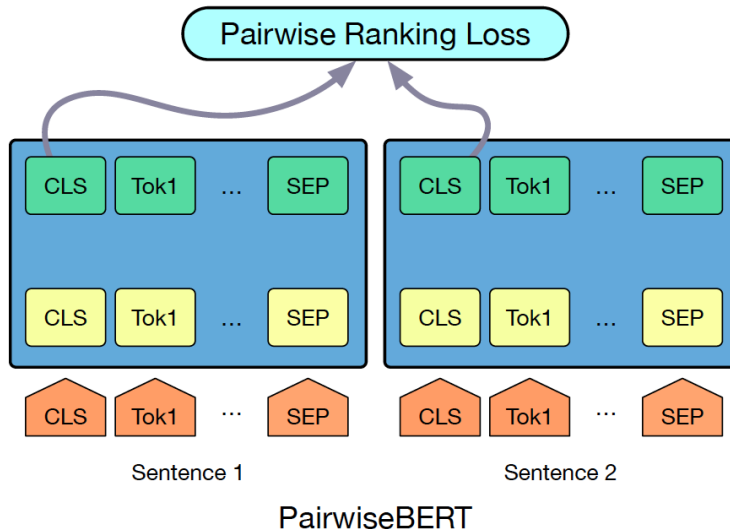 Pairwise Ranking Loss
CLS Tok1 ... SEP CLS Tok1 ... SEP
CLS Tok1 ... SEP CLS Tok1 ... SEP
CLS Tok1 ... SEP CLS Tok1 ... SEP
Sentence 1 Sentence 2
PairwiseBERT